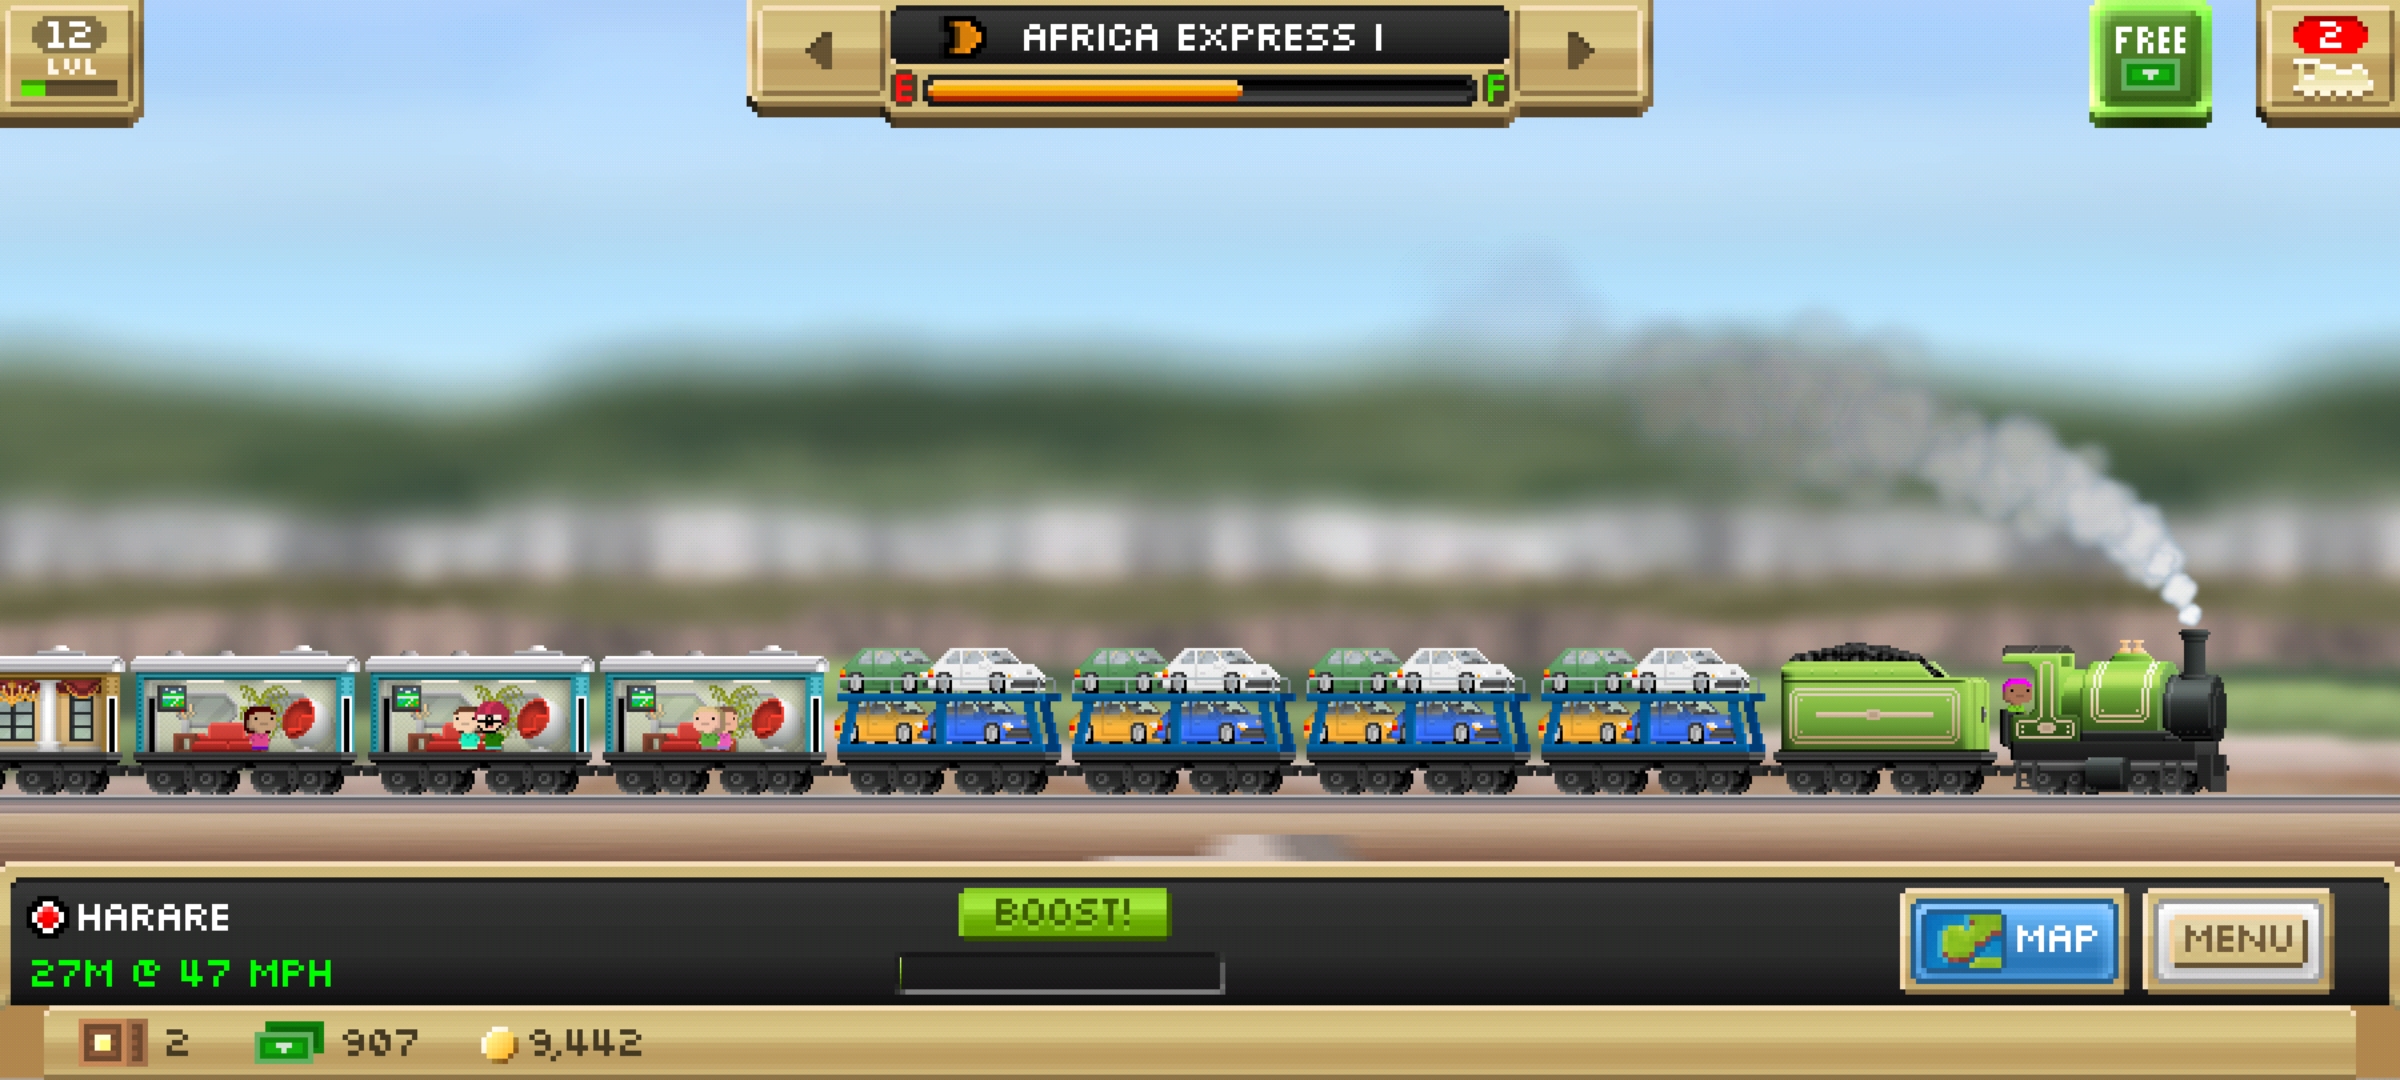 12
LVL
AFRICA EXPRESS I
E F
FREE
2
HARARE
27M @ 47 MPH
BOOST!
MAP
MENU
2
907
9,442